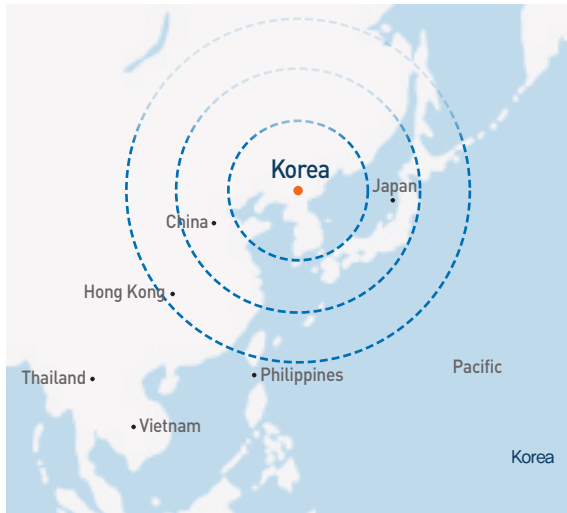 Korea
Japan
China
Hong Kong
Thailand
Philippines
Pacific
Vietnam
Korea